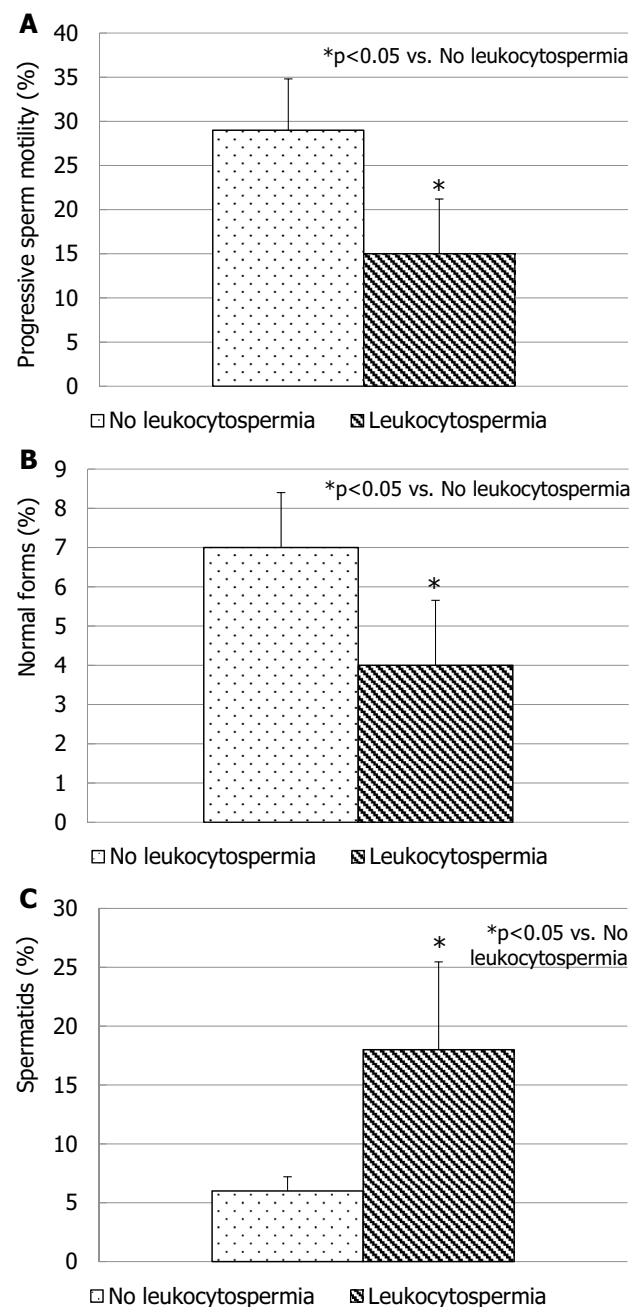 A
Progressive sperm motility (%)
40
35
30
25
20
15
10
5
0
*p<0.05 vs. No leukocytospermia
*
No leukocytospermia Leukocytospermia
B
Normal forms (%)
9
8
7
6
5
4
3
2
1
0
*p<0.05 vs. No leukocytospermia
*
No leukocytospermia Leukocytospermia
C
Spermatids (%)
30
25
20
15
10
5
0
*p<0.05 vs. No
leukocytospermia
*
No leukocytospermia Leukocytospermia